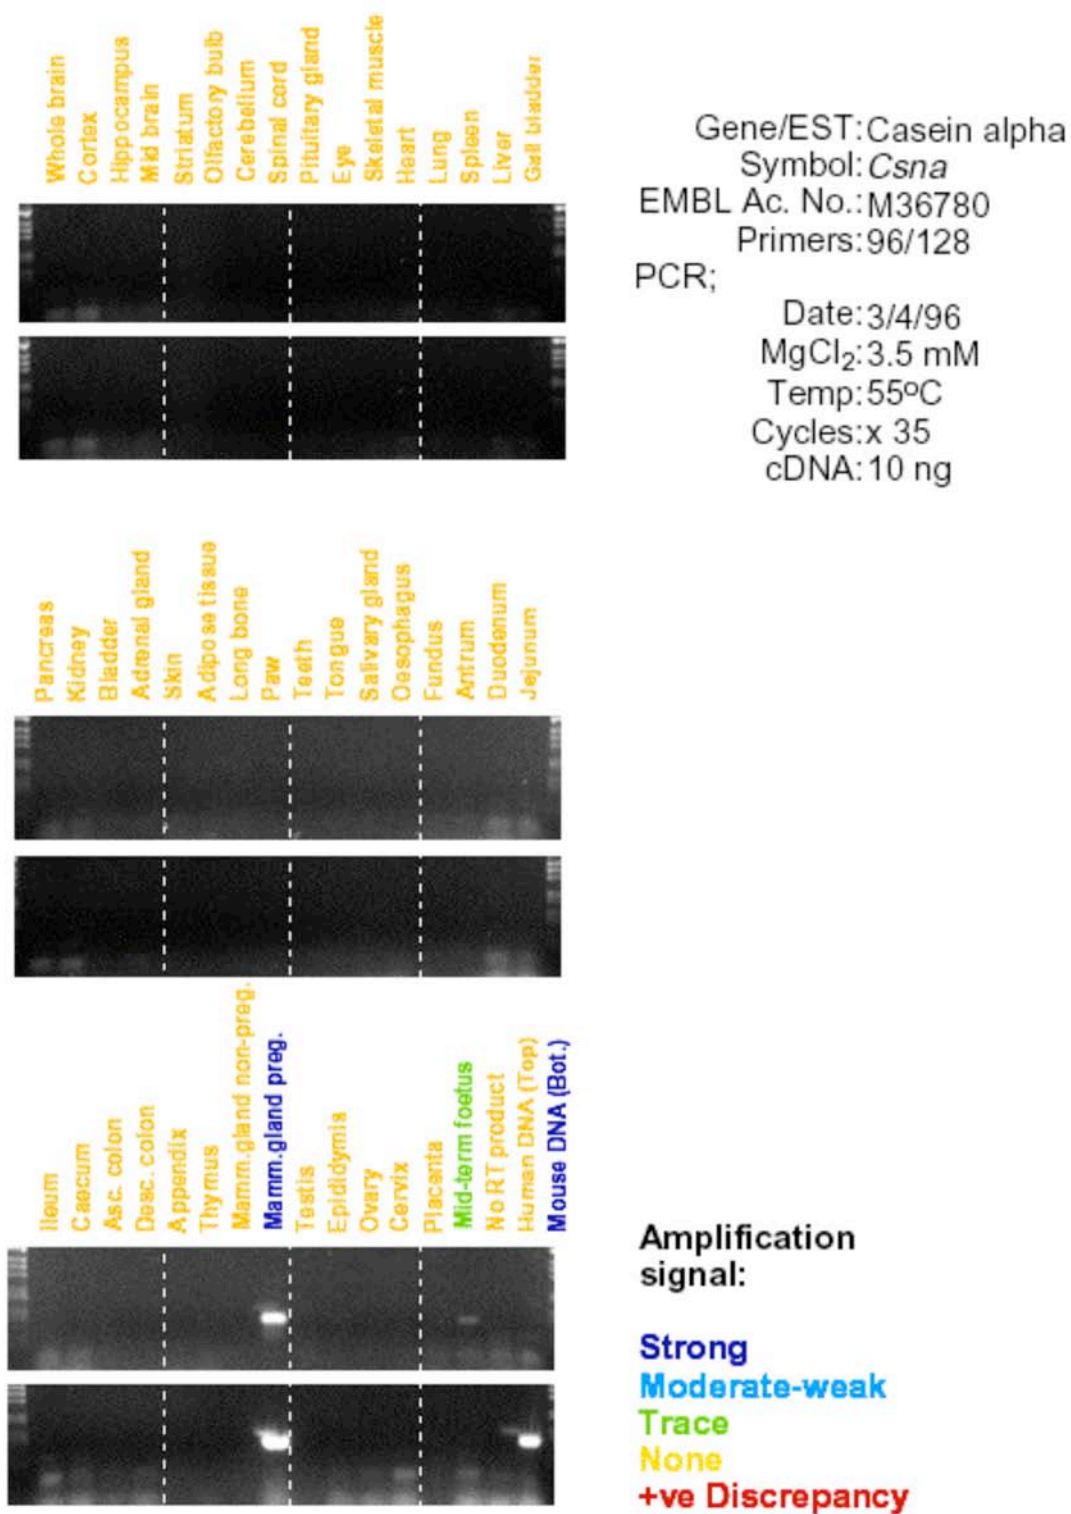 Whole brain
Cortex
Hippocampus
Mid brain
Striatum
Olfactory bulb
Cerebellum
Spinal cord
Pituitary gland
Eye
Skeletal muscle
Heart
Lung
Spleen
Liver
Gall bladder
Gene/EST: Casein alpha
Symbol: Csna
EMBL Ac. No.: M36780
Primers: 96/128
PCR;
Date: 3/4/96
MgCl₂: 3.5 mM
Temp: 55ºC
Cycles: x 35
cDNA: 10 ng
Pancreas
Kidney
Bladder
Adrenal gland
Skin
Adipose tissue
Long bone
Paw
Teeth
Tongue
Salivary gland
Oesophagus
Fundus
Antrum
Duodenum
Jejunum
Ileum
Caecum
Asc. colon
Desc. colon
Appendix
Thymus
Mamm.gland non-preg.
Mamm.gland preg.
Testis
Epididymis
Ovary
Cervix
Placenta
Mid-term foetus
No RT product
Human DNA (Top)
Mouse DNA (Bot.)
Amplification
signal:
Strong
Moderate-weak
Trace
None
+ve Discrepancy